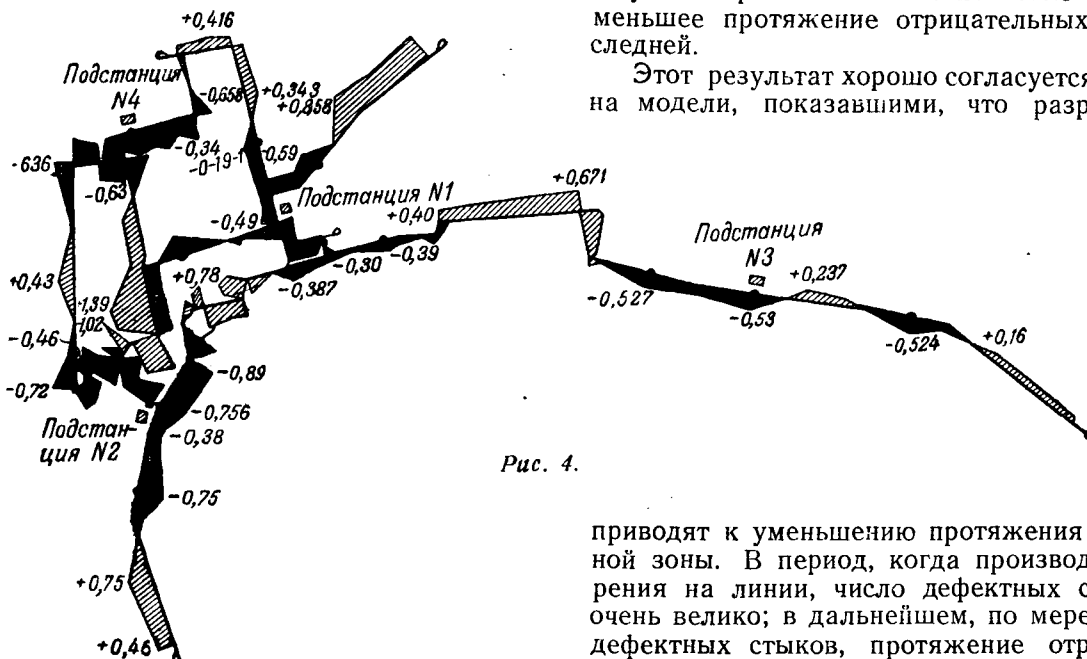 меньшее протяжение отрицательных
следней.
Этот результат хорошо согласуется
на модели, показавшими, что разр
+0,416
Подстанция
N4
-0,658
+0,343
+0,858
-0,34
-0,19
-0,59
-636
-0,63
Подстанция N1
+0,40
+0,671
-0,49
Подстанция
N3
+0,237
-0,30
-0,39
+0,78
-0,387
+0,43
-0,527
-0,53
-1,39
-1,02
-0,46
-0,524
+0,16
-0,72
-0,89
-0,756
Подстан-
ция N2
-0,38
-0,75
Рис. 4.
+0,75
+0,46
приводят к уменьшению протяжения
ной зоны. В период, когда производ
рения на линии, число дефектных с
очень велико; в дальнейшем, по мере
дефектных стыков, протяжение отр